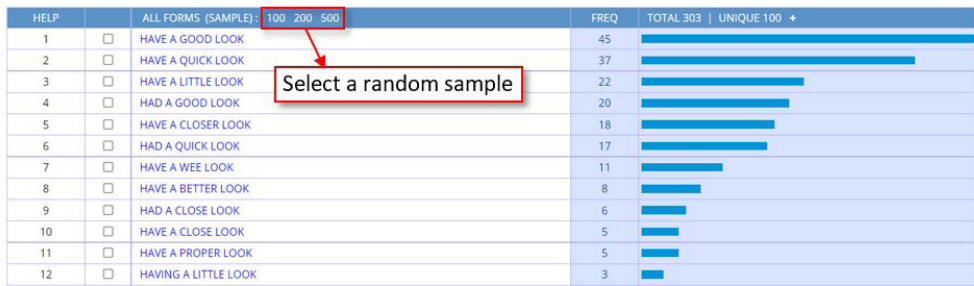 HELP ALL FORMS (SAMPLE) : 100 200 500 FREQ TOTAL 303 | UNIQUE 100 +
1 HAVE A GOOD LOOK 45
2 HAVE A QUICK LOOK 37
3 HAVE A LITTLE LOOK 22
Select a random sample
4 HAD A GOOD LOOK 20
5 HAVE A CLOSER LOOK 18
6 HAD A QUICK LOOK 17
7 HAVE A WEE LOOK 11
8 HAVE A BETTER LOOK 8
9 HAD A CLOSE LOOK 6
10 HAVE A CLOSE LOOK 5
11 HAVE A PROPER LOOK 5
12 HAVING A LITTLE LOOK 3